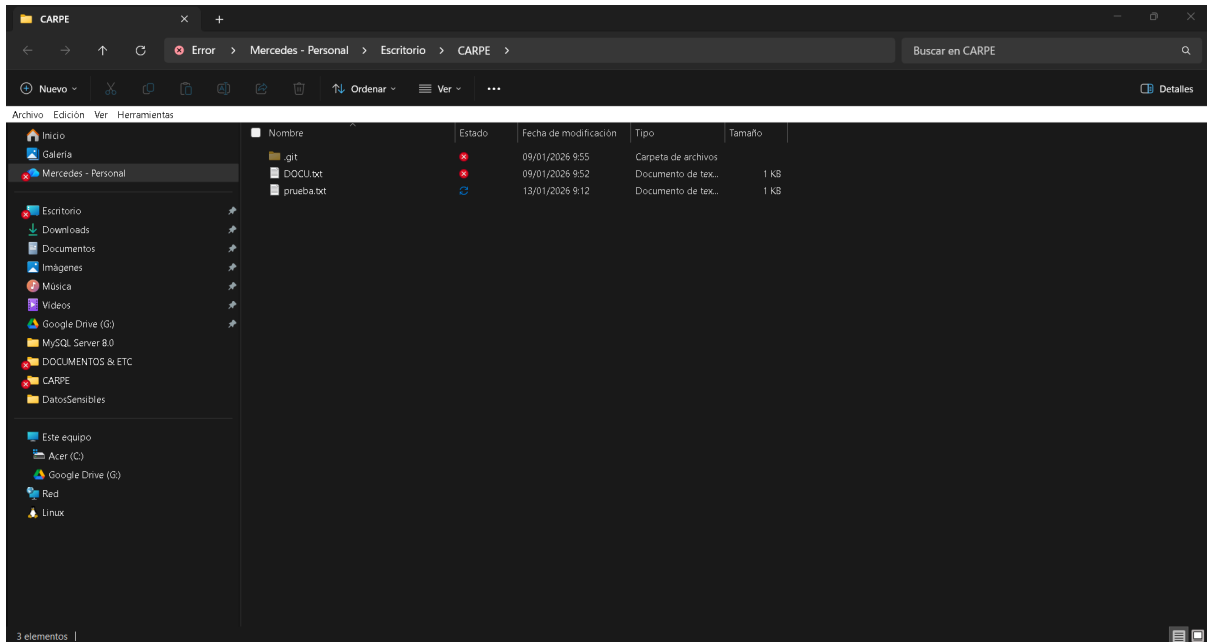 CARPE
Error > Mercedes - Personal > Escritorio > CARPE >
Buscar en CARPE
Nuevo
Ordenar
Ver
Detalles
Archivo Edición Ver Herramientas
Inicio
Galería
Mercedes - Personal
Escritorio
Downloads
Documentos
Imágenes
Música
Vídeos
Google Drive (G:)
MySQL Server 8.0
DOCUMENTOS & ETC
CARPE
DatosSensibles
Este equipo
Acer (C:)
Google Drive (G:)
Red
Linux
Nombre Estado Fecha de modificación Tipo Tamaño
.git 09/01/2026 9:55 Carpeta de archivos
DOCU.txt 09/01/2026 9:52 Documento de tex... 1 KB
prueba.txt 13/01/2026 9:12 Documento de tex... 1 KB
3 elementos